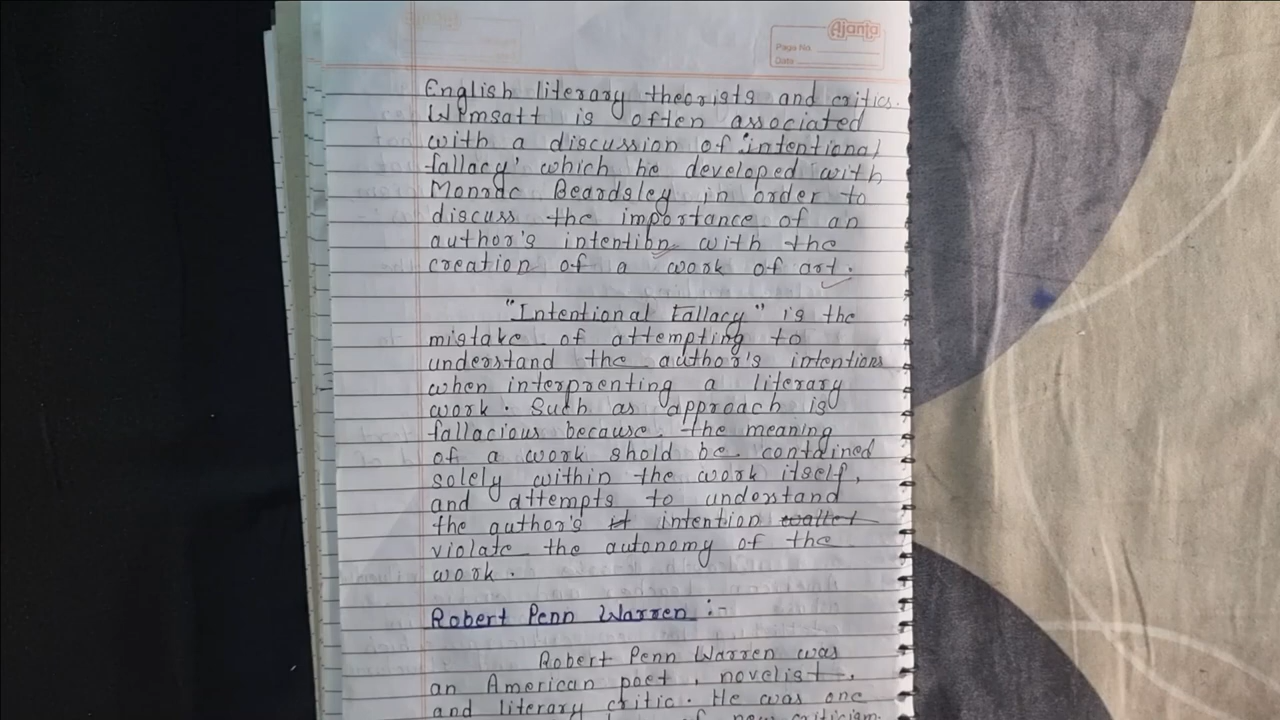 Ajanta
Page No.
Date
English literary theorists and critics.
Wimsatt is often associated
with a discussion of 'intentional
fallacy' which he developed with
Monroe Beardsley in order to
discuss the importance of an
author's intention with the
creation of a work of art.
"Intentional Fallacy" is the
mistake of attempting to
understand the author's intentions
when interprenting a literary
work. Such as approach is
fallacious because the meaning
of a work shold be contained
solely within the work itself,
and attempts to understand
the author's it intention
violate the autonomy of the
work.
Robert Penn Warren :-
Robert Penn Warren was
an American poet, novelist,
and literary critic. He was one
of new criticism.